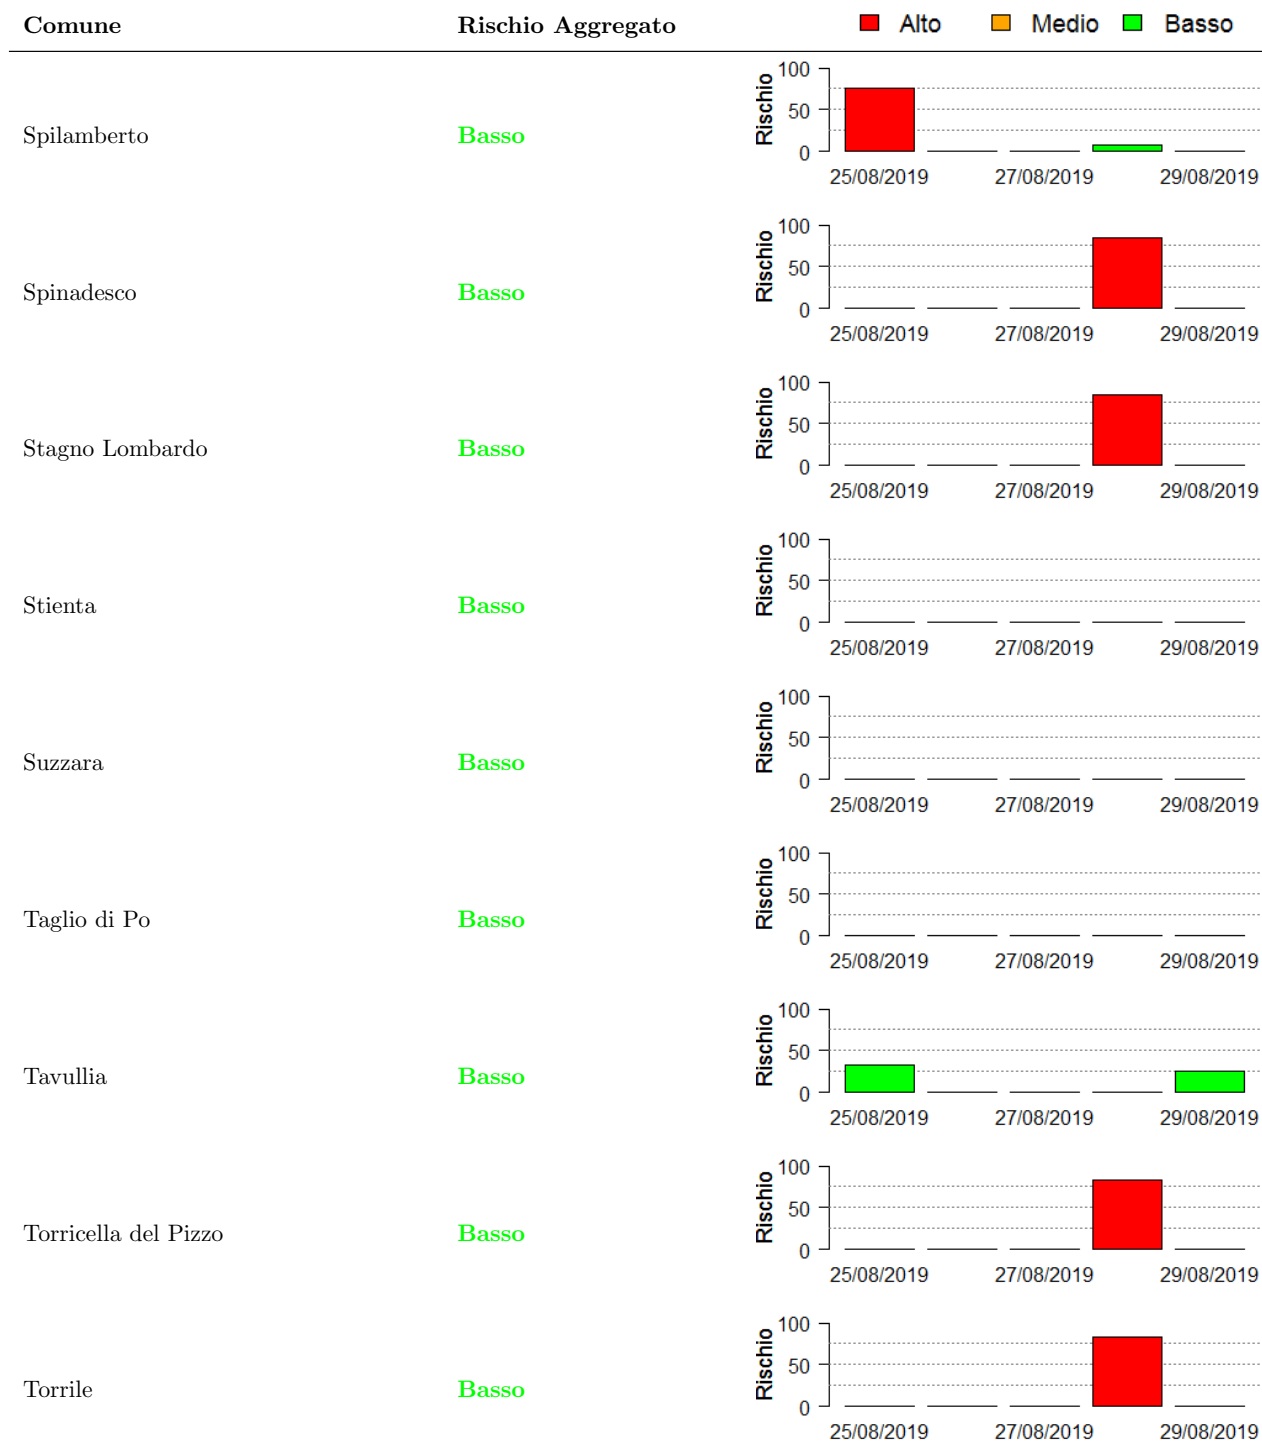 Comune Rischio Aggregato Alto Medio Basso
100
50
0
Rischio
Spilamberto Basso
25/08/2019 27/08/2019 29/08/2019
100
50
0
Rischio
Spinadesco Basso
25/08/2019 27/08/2019 29/08/2019
100
50
0
Rischio
Stagno Lombardo Basso
25/08/2019 27/08/2019 29/08/2019
100
50
0
Rischio
Stienta Basso
25/08/2019 27/08/2019 29/08/2019
100
50
0
Rischio
Suzzara Basso
25/08/2019 27/08/2019 29/08/2019
100
50
0
Rischio
Taglio di Po Basso
25/08/2019 27/08/2019 29/08/2019
100
50
0
Rischio
Tavullia Basso
25/08/2019 27/08/2019 29/08/2019
100
50
0
Rischio
Torricella del Pizzo Basso
25/08/2019 27/08/2019 29/08/2019
100
50
0
Rischio
Torrile Basso
25/08/2019 27/08/2019 29/08/2019